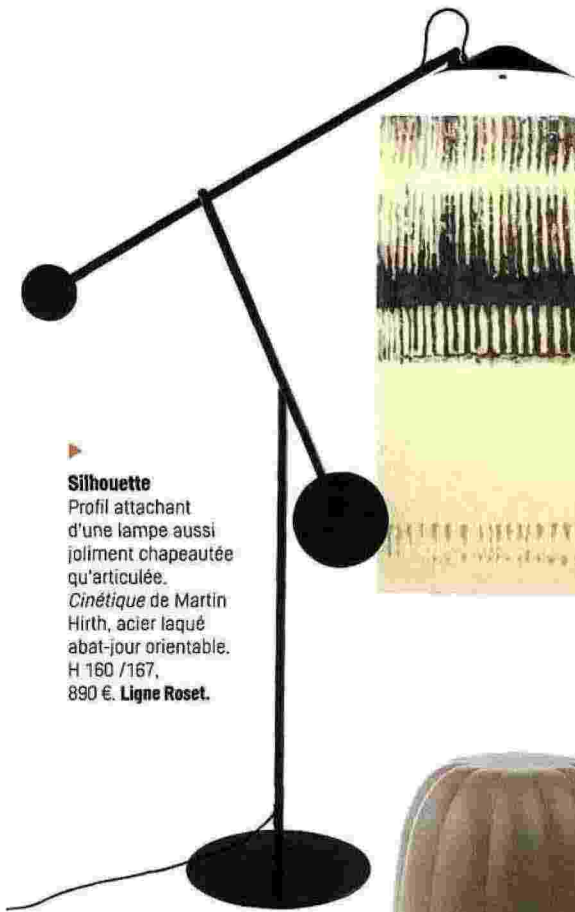 Silhouette
Profil attachant
d'une lampe aussi
joliment chapeautée
qu'articulée.
Cinétique de Martin
Hirth, acier laqué
abat-jour orientable.
H 160 /167,
890 €. Ligne Roset.